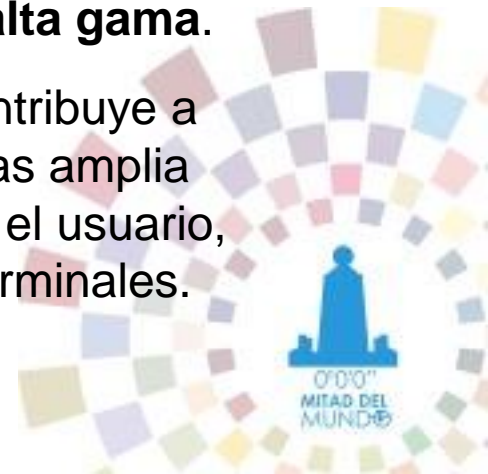 alta gama.
ntribuye a
as amplia
el usuario,
rminales.
0°0'0"
MITAD DEL
MUNDO